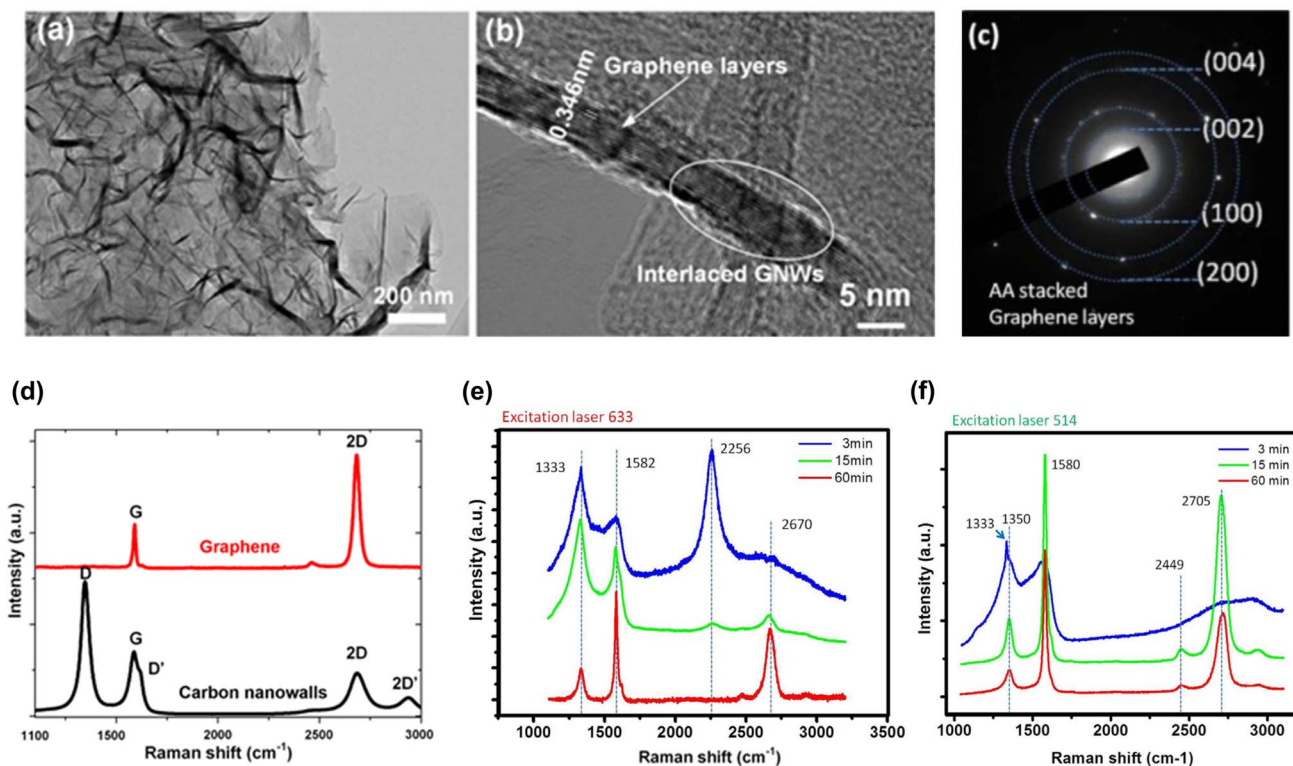 (a)
200 nm
(b)
0.346nm
Graphene layers
Interlaced GNWs
5 nm
(c)
(004)
(002)
(100)
(200)
AA stacked
Graphene layers
(d)
2D
G
Graphene
D
G
D'
2D
2D'
Carbon nanowalls
Intensity (a.u.)
1100
1500
2000
2500
3000
Raman shift (cm⁻¹)
(e)
Excitation laser 633
3min
15min
60min
1333
1582
2256
2670
Intensity (a.u.)
1000
1500
2000
2500
3000
3500
Raman shift (cm⁻¹)
(f)
Excitation laser 514
3 min
15 min
60 min
1580
2705
1333
1350
2449
Intensity (a.u.)
1000
1500
2000
2500
3000
Raman shift (cm-1)